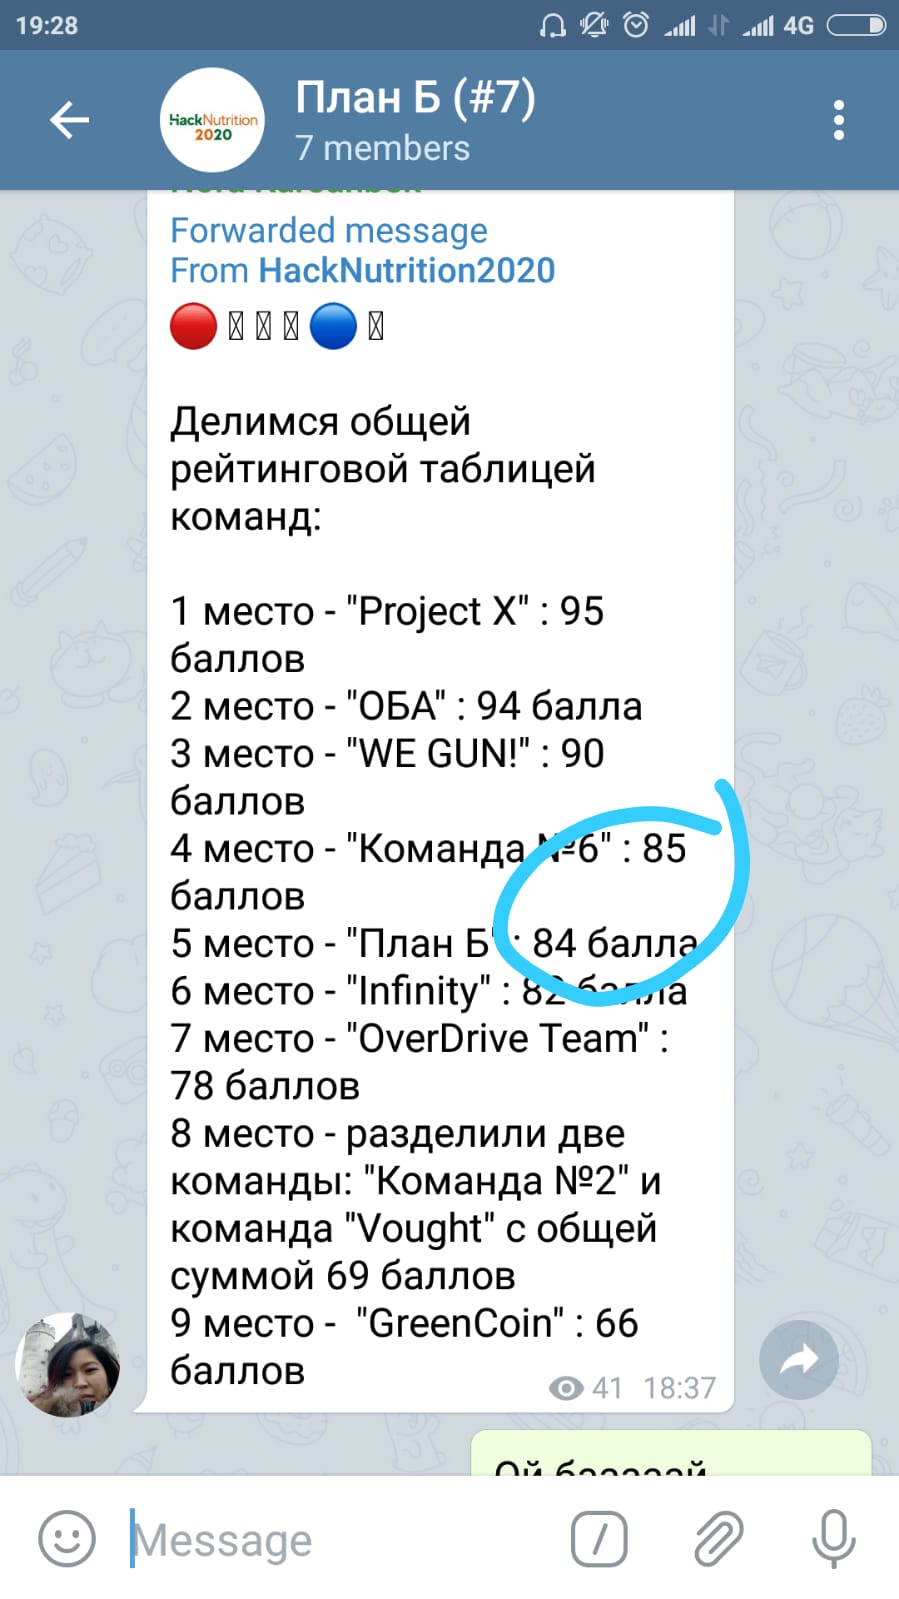 19:28
4G
HackNutrition
2020
План Б (#7)
7 members
Forwarded message
From HackNutrition2020
Делимся общей
рейтинговой таблицей
команд:
1 место - "Project X" : 95
баллов
2 место - "ОБА" : 94 балла
3 место - "WE GUN!" : 90
баллов
4 место - "Команда №6" : 85
баллов
5 место - "План Б" : 84 балла
6 место - "Infinity" : 82 балла
7 место - "OverDrive Team" :
78 баллов
8 место - разделили две
команды: "Команда №2" и
команда "Vought" с общей
суммой 69 баллов
9 место -  "GreenCoin" : 66
баллов
41 18:37
Message